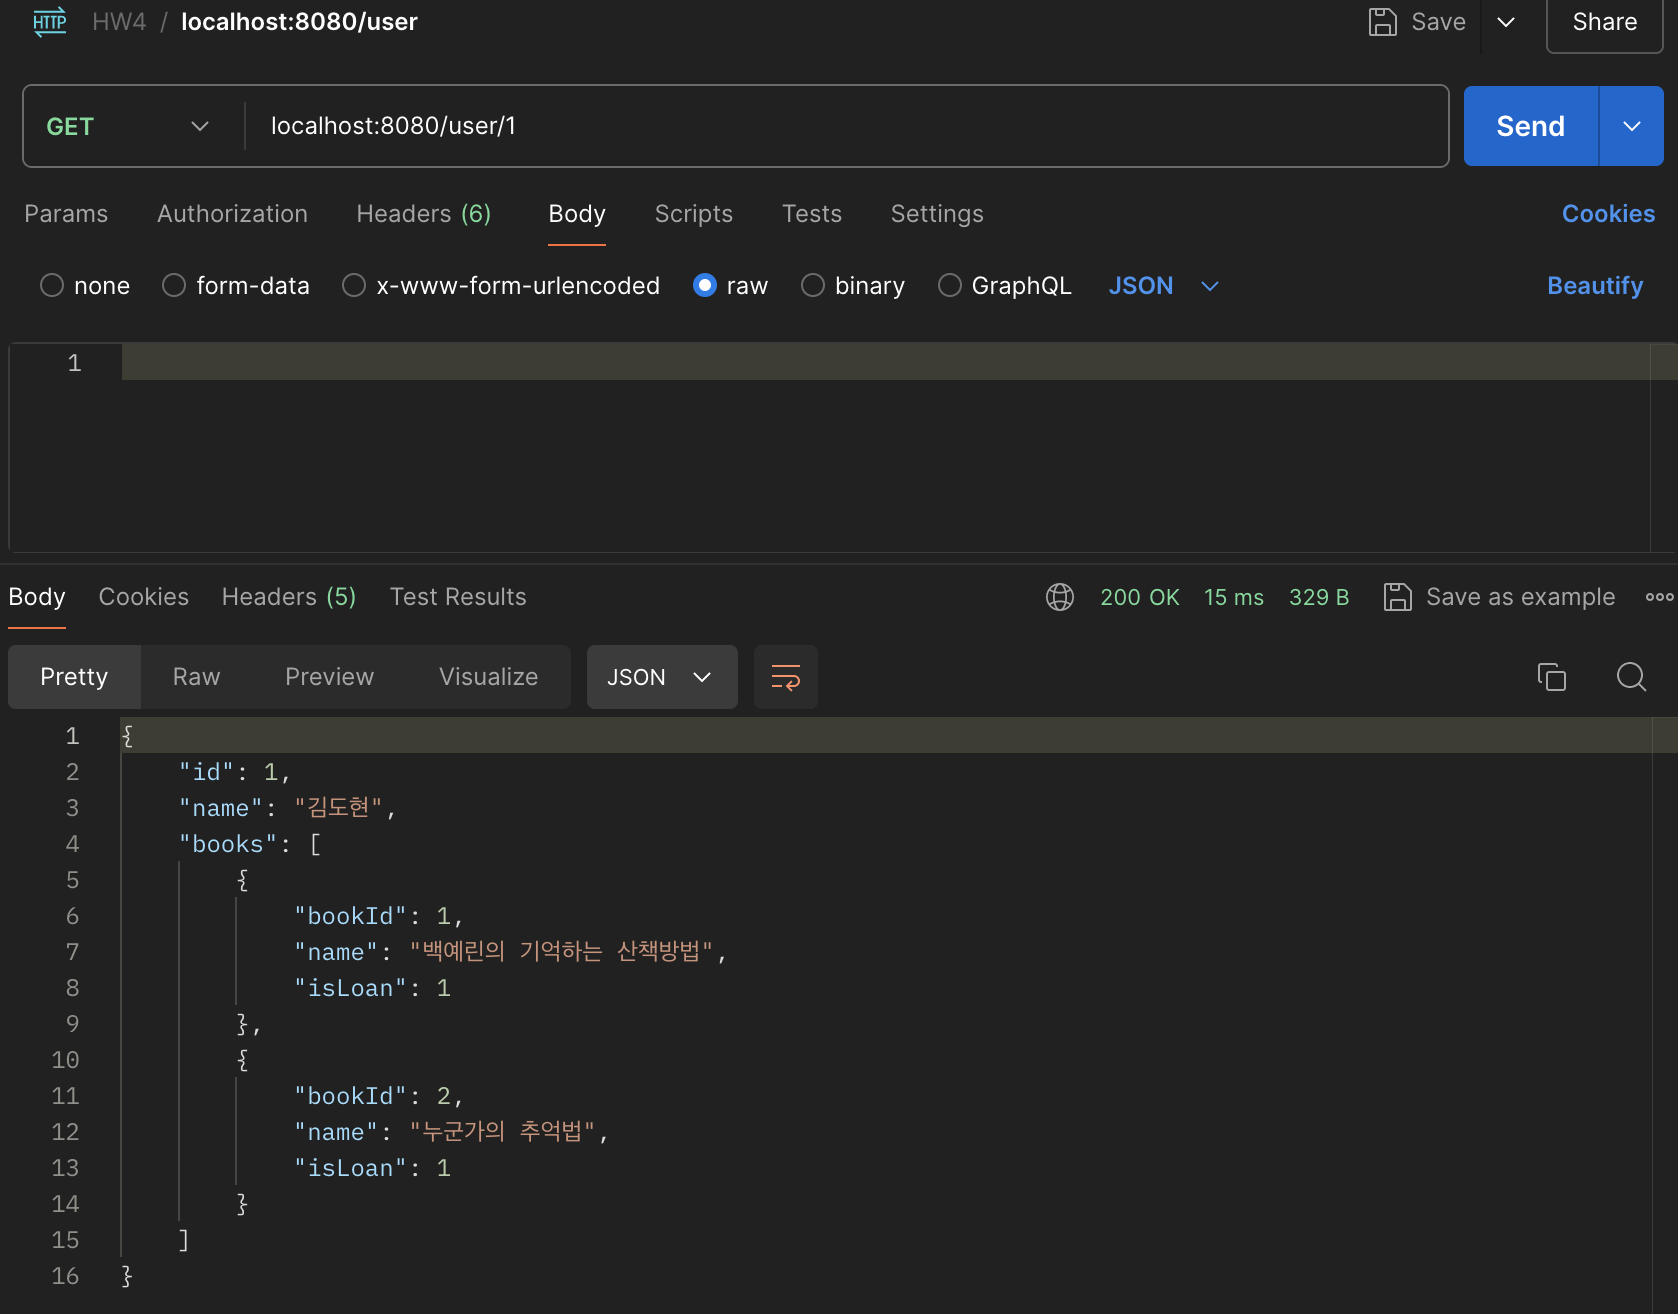 HTTP HW4 / localhost:8080/user Save Share
GET localhost:8080/user/1 Send
Params Authorization Headers (6) Body Scripts Tests Settings Cookies
none form-data x-www-form-urlencoded raw binary GraphQL JSON Beautify
1
Body Cookies Headers (5) Test Results 200 OK 15 ms 329 B Save as example
Pretty Raw Preview Visualize JSON
1 {
2 "id": 1,
3 "name": "김도현",
4 "books": [
5 {
6 "bookId": 1,
7 "name": "백예린의 기억하는 산책방법",
8 "isLoan": 1
9 },
10 {
11 "bookId": 2,
12 "name": "누군가의 추억법",
13 "isLoan": 1
14 }
15 ]
16 }